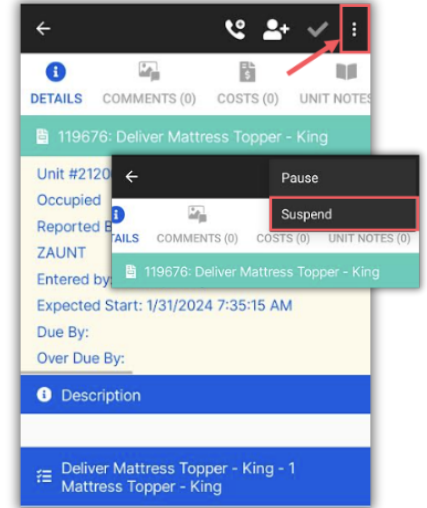 DETAILS COMMENTS (0) COSTS (0) UNIT NOTES
119676: Deliver Mattress Topper - King
Unit #2120
Occupied
Reported B
ZAUNT
Entered by:
Expected Start: 1/31/2024 7:35:15 AM
Due By:
Over Due By:
Description
Deliver Mattress Topper - King - 1
Mattress Topper - King
Pause
Suspend
AILS COMMENTS (0) COSTS (0) UNIT NOTES (0)
119676: Deliver Mattress Topper - King